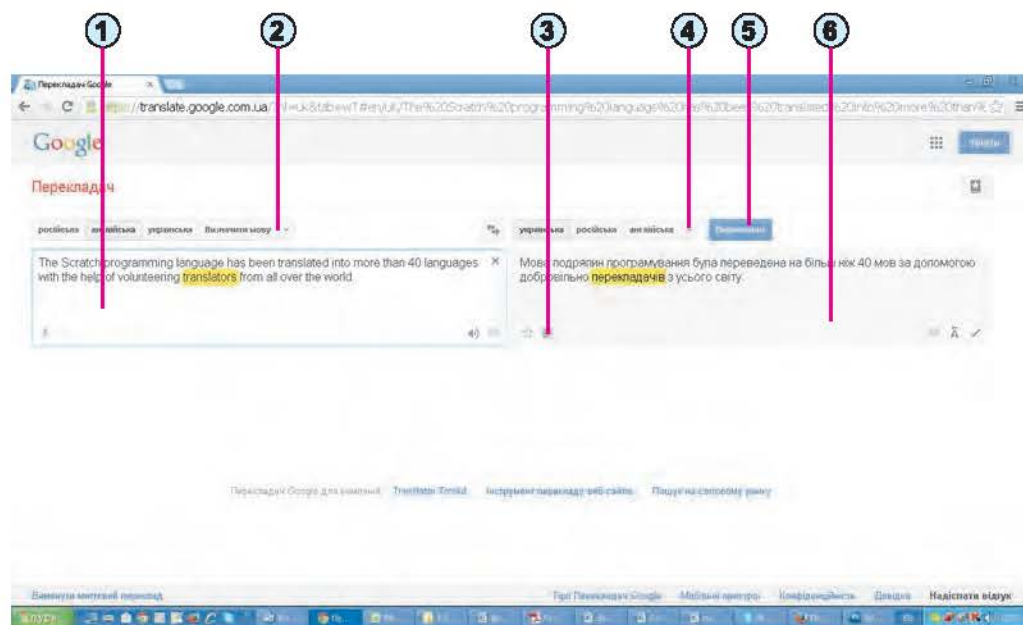 1 2 3 4 5 6
Перекладач Google
translate.google.com.ua
Google
Перекладач
російська англійська українська Визначити мову
українська російська англійська
The Scratch programming language has been translated into more than 40 languages
with the help of volunteering translators from all over the world.
Мова подряпин програмування була переведена на більш ніж 40 мов за допомогою
добровільно перекладачів з усього світу.
Перекладач Google для компаній Translator Toolkit Інструмент перекладу веб-сайтів Пошук на світовому ринку
Вимкнути миттєвий переклад
Мобільні пристрої Конфіденційність Довідка Надіслати відгук